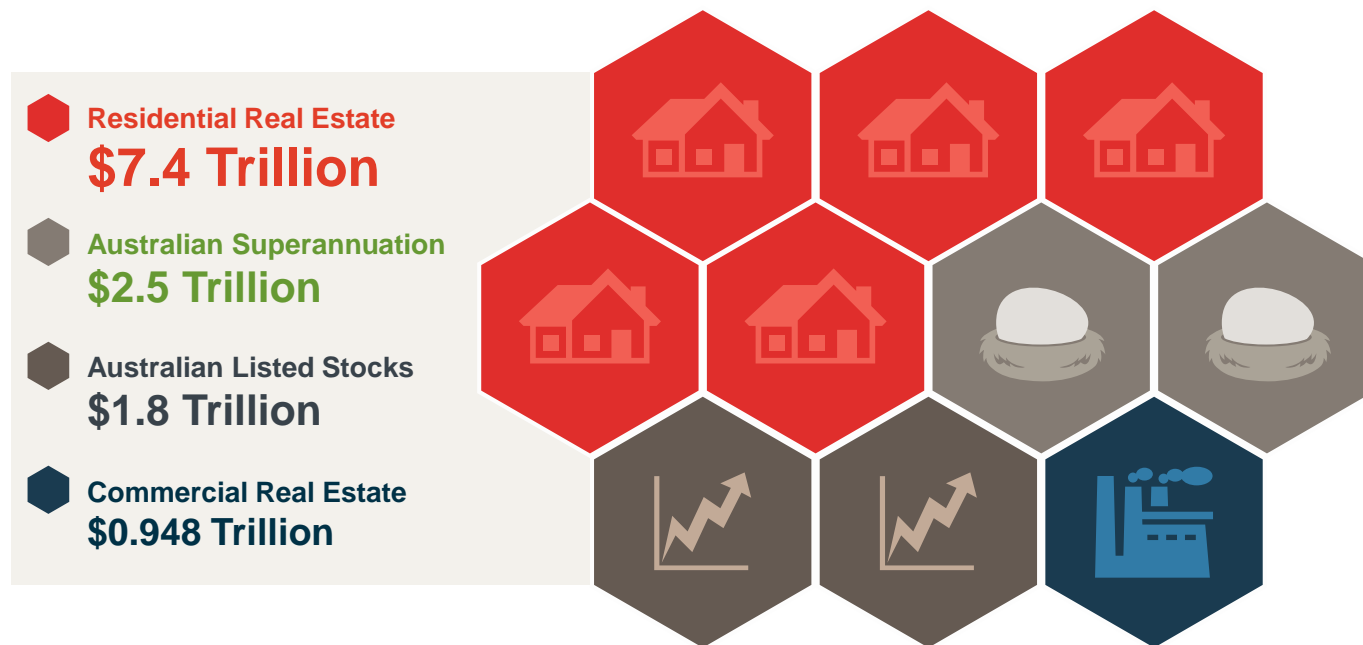 Residential Real Estate
$7.4 Trillion
Australian Superannuation
$2.5 Trillion
Australian Listed Stocks
$1.8 Trillion
Commercial Real Estate
$0.948 Trillion